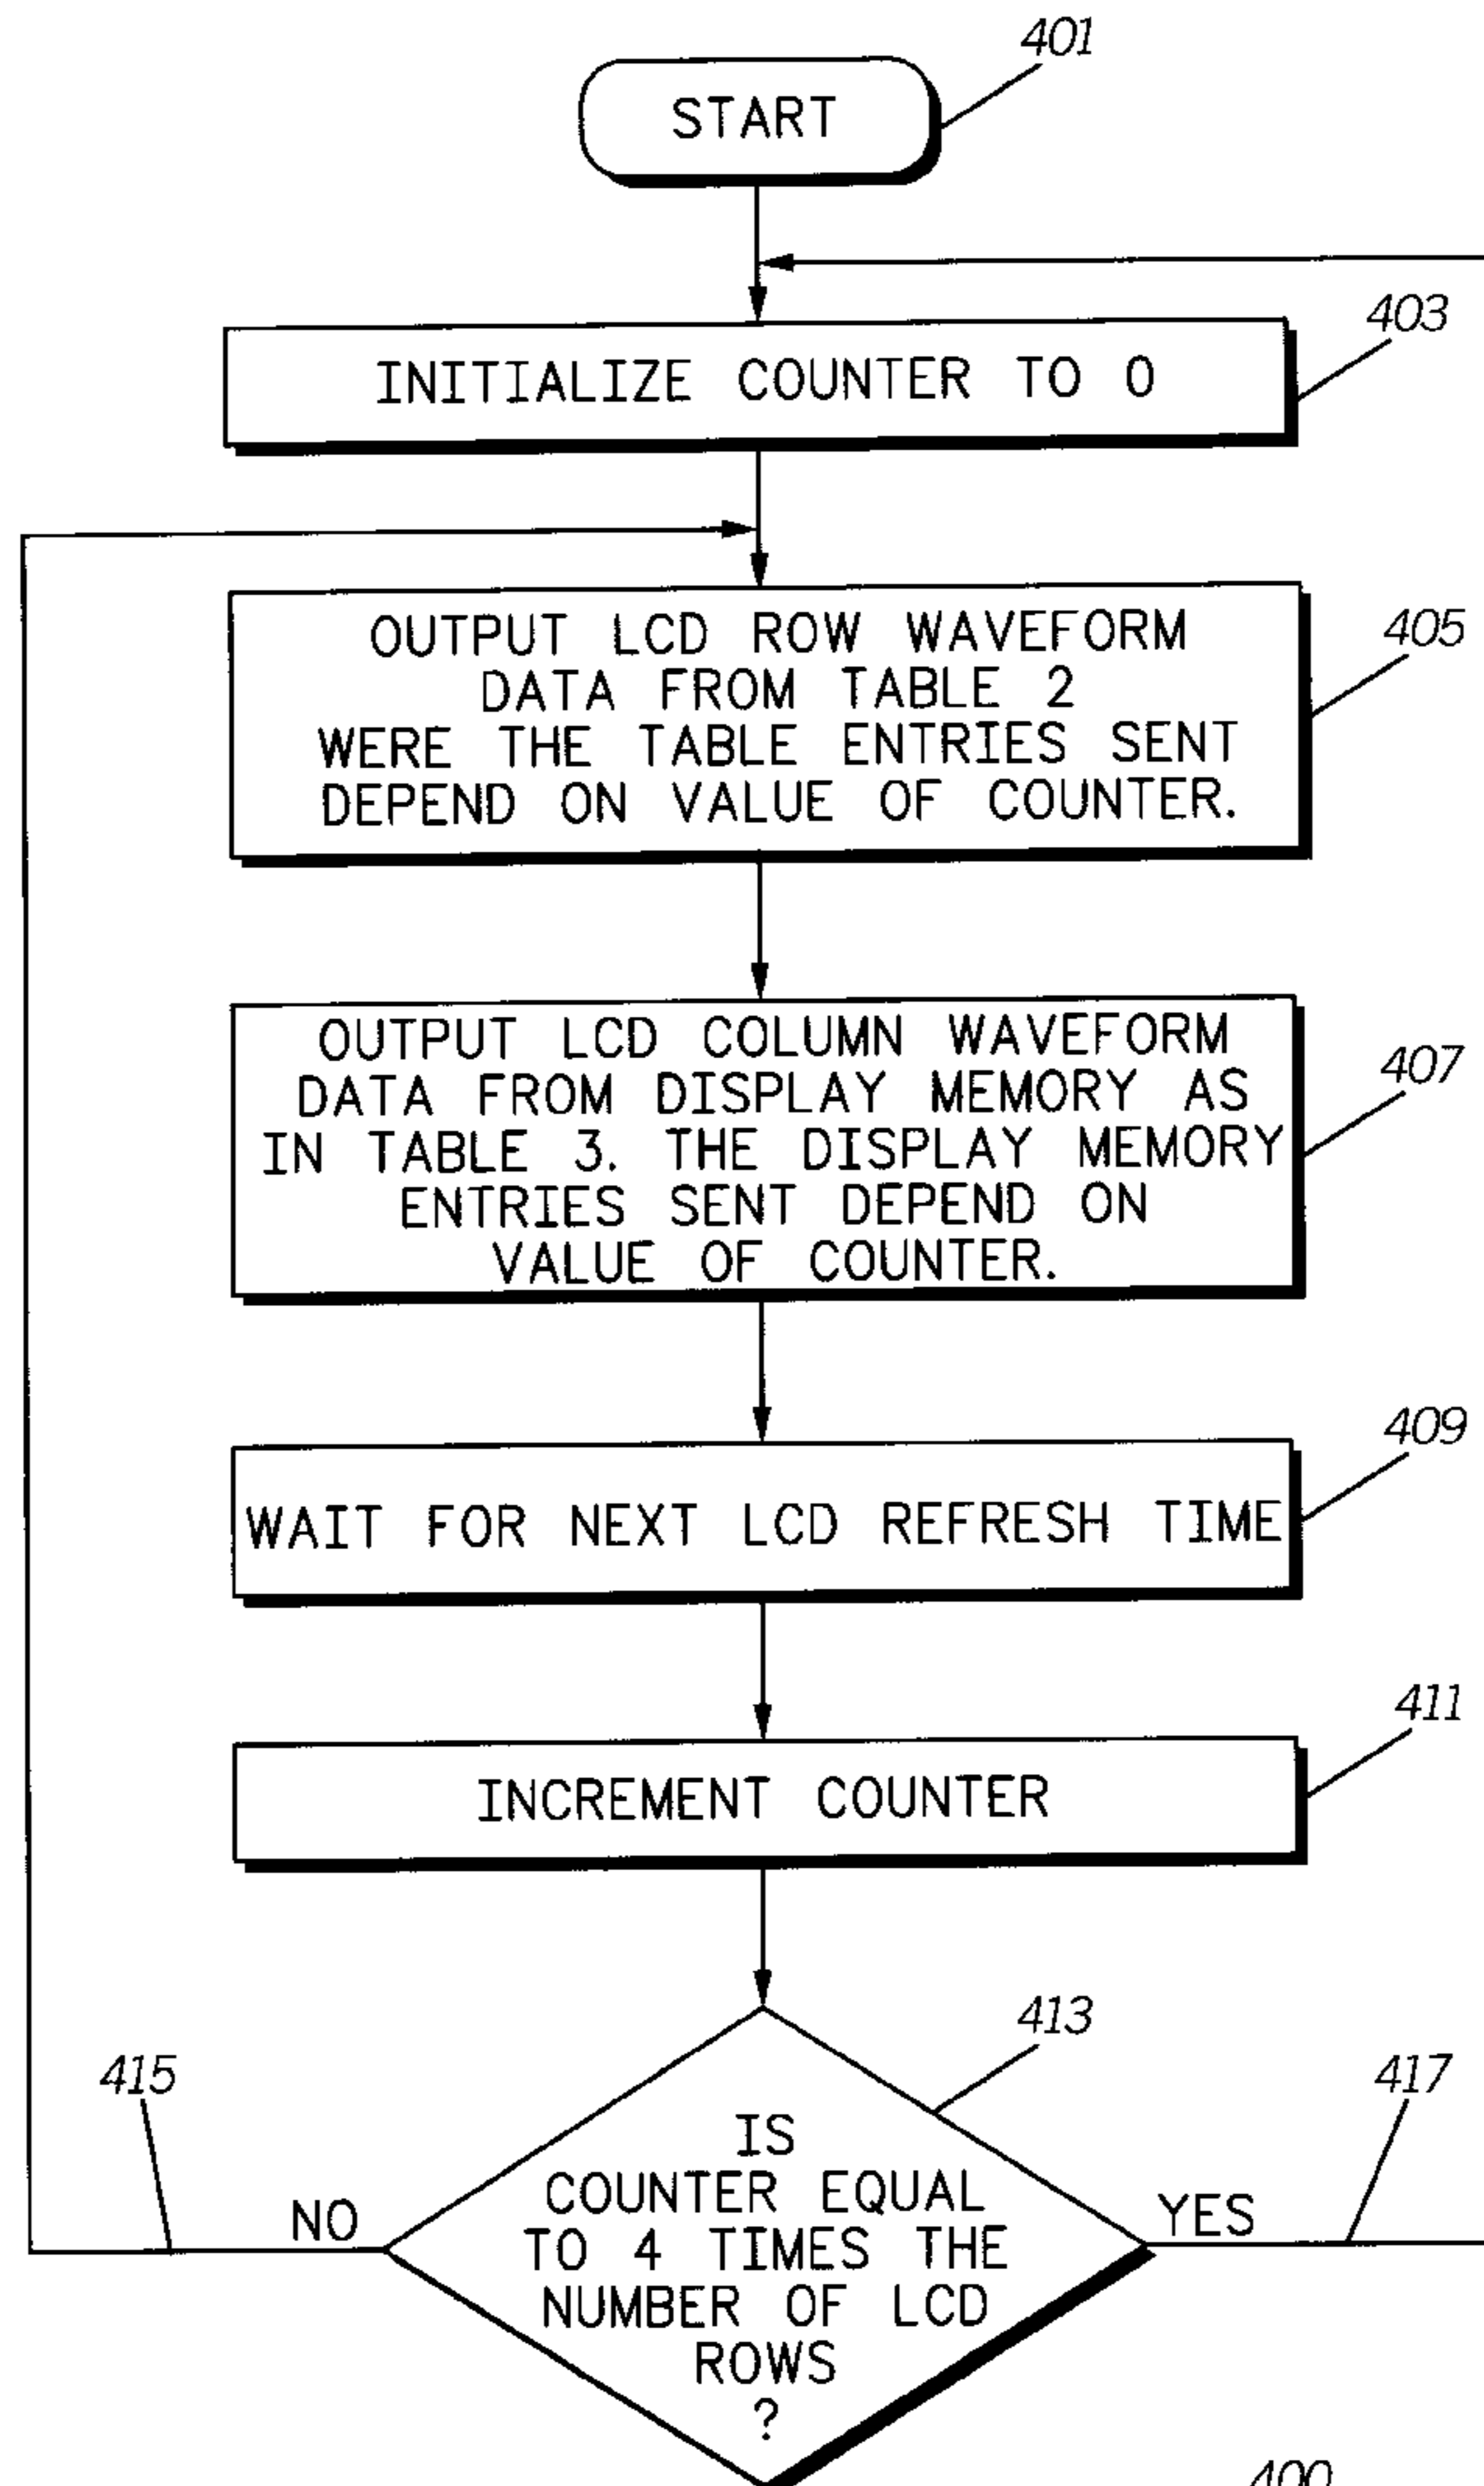 401
START
403
INITIALIZE COUNTER TO 0
OUTPUT LCD ROW WAVEFORM
DATA FROM TABLE 2
WERE THE TABLE ENTRIES SENT
DEPEND ON VALUE OF COUNTER.
405
OUTPUT LCD COLUMN WAVEFORM
DATA FROM DISPLAY MEMORY AS
IN TABLE 3. THE DISPLAY MEMORY
ENTRIES SENT DEPEND ON
VALUE OF COUNTER.
407
409
WAIT FOR NEXT LCD REFRESH TIME
411
INCREMENT COUNTER
413
415
417
IS
COUNTER EQUAL
TO 4 TIMES THE
NUMBER OF LCD
ROWS
?
NO
YES
400